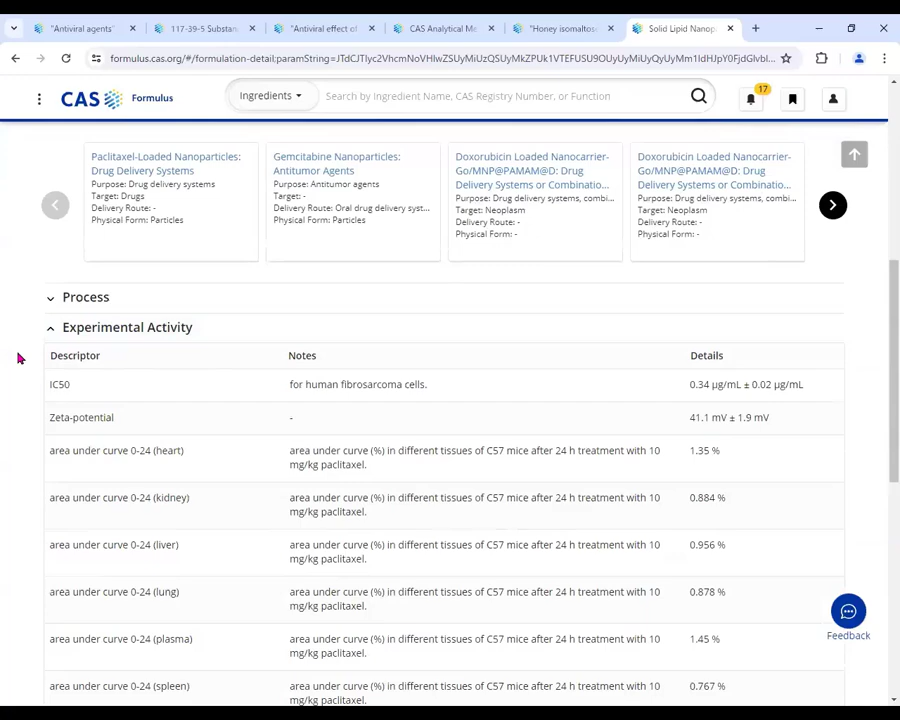 "Antiviral agents"
117-39-5 Substan
"Antiviral effect of
CAS Analytical Me
"Honey isomaltose
Solid Lipid Nanop
formulus.cas.org/#/formulation-detail;paramString=
CAS Formulus
Ingredients
Search by Ingredient Name, CAS Registry Number, or Function
17
Paclitaxel-Loaded Nanoparticles:
Drug Delivery Systems
Purpose: Drug delivery systems
Target: Drugs
Delivery Route: -
Physical Form: Particles
Gemcitabine Nanoparticles:
Antitumor Agents
Purpose: Antitumor agents
Target: -
Delivery Route: Oral drug delivery syst...
Physical Form: Particles
Doxorubicin Loaded Nanocarrier-
Go/MNP@PAMAM@D: Drug
Delivery Systems or Combinatio...
Purpose: Drug delivery systems, combi...
Target: Neoplasm
Delivery Route: -
Physical Form: -
Doxorubicin Loaded Nanocarrier-
Go/MNP@PAMAM@D: Drug
Delivery Systems or Combinatio...
Purpose: Drug delivery systems, combi...
Target: Neoplasm
Delivery Route: -
Physical Form: -
Process
Experimental Activity
Descriptor Notes Details
IC50 for human fibrosarcoma cells. 0.34 µg/mL ± 0.02 µg/mL
Zeta-potential - 41.1 mV ± 1.9 mV
area under curve 0-24 (heart) area under curve (%) in different tissues of C57 mice after 24 h treatment with 10 1.35 %
mg/kg paclitaxel.
area under curve 0-24 (kidney) area under curve (%) in different tissues of C57 mice after 24 h treatment with 10 0.884 %
mg/kg paclitaxel.
area under curve 0-24 (liver) area under curve (%) in different tissues of C57 mice after 24 h treatment with 10 0.956 %
mg/kg paclitaxel.
area under curve 0-24 (lung) area under curve (%) in different tissues of C57 mice after 24 h treatment with 10 0.878 %
mg/kg paclitaxel.
area under curve 0-24 (plasma) area under curve (%) in different tissues of C57 mice after 24 h treatment with 10 1.45 %
mg/kg paclitaxel.
area under curve 0-24 (spleen) area under curve (%) in different tissues of C57 mice after 24 h treatment with 10 0.767 %
Feedback